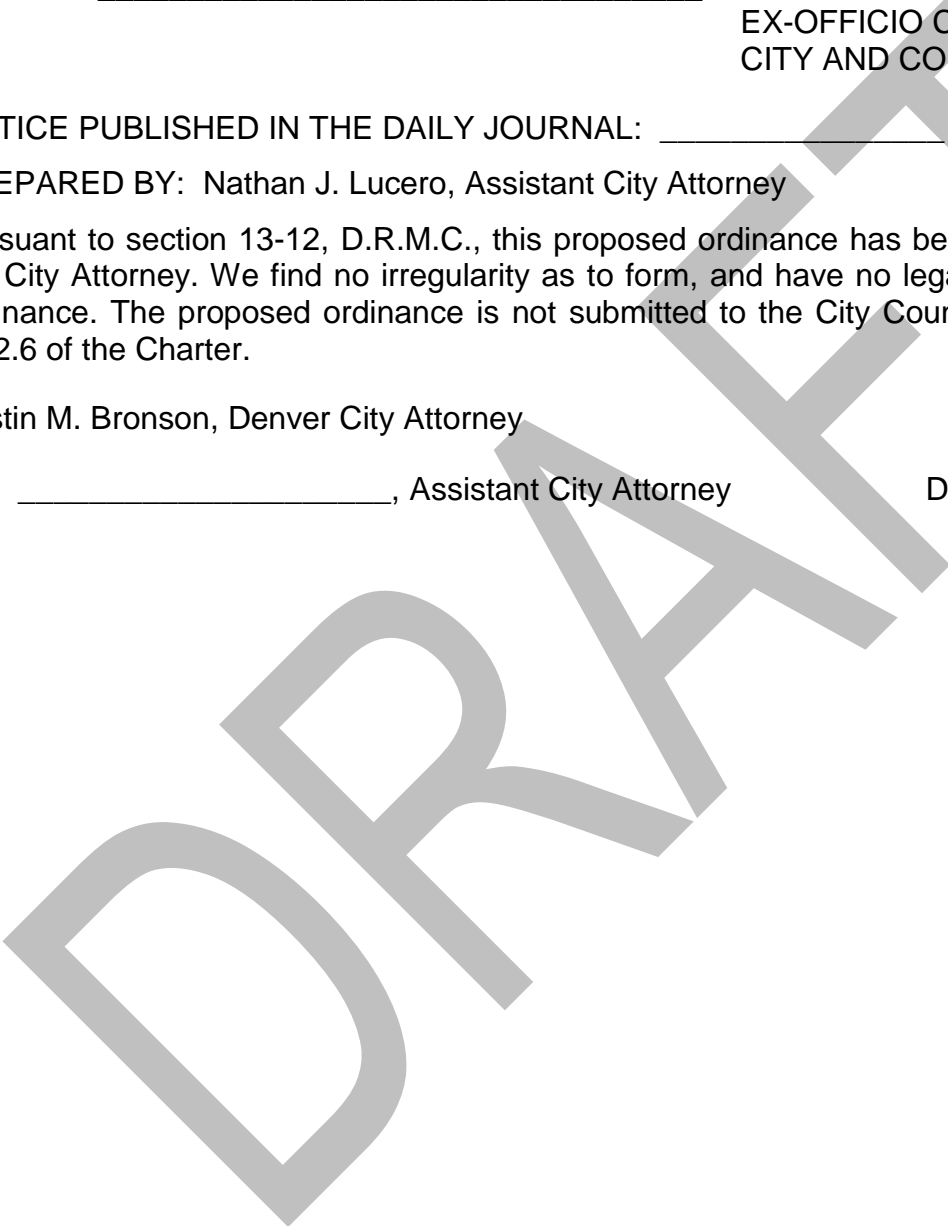 EX-OFFICIO C
CITY AND CO
TICE PUBLISHED IN THE DAILY JOURNAL: ________________
EPARED BY: Nathan J. Lucero, Assistant City Attorney
suant to section 13-12, D.R.M.C., this proposed ordinance has be
City Attorney. We find no irregularity as to form, and have no lega
nance. The proposed ordinance is not submitted to the City Coun
2.6 of the Charter.
stin M. Bronson, Denver City Attorney
_____________________, Assistant City Attorney D
DRAFT